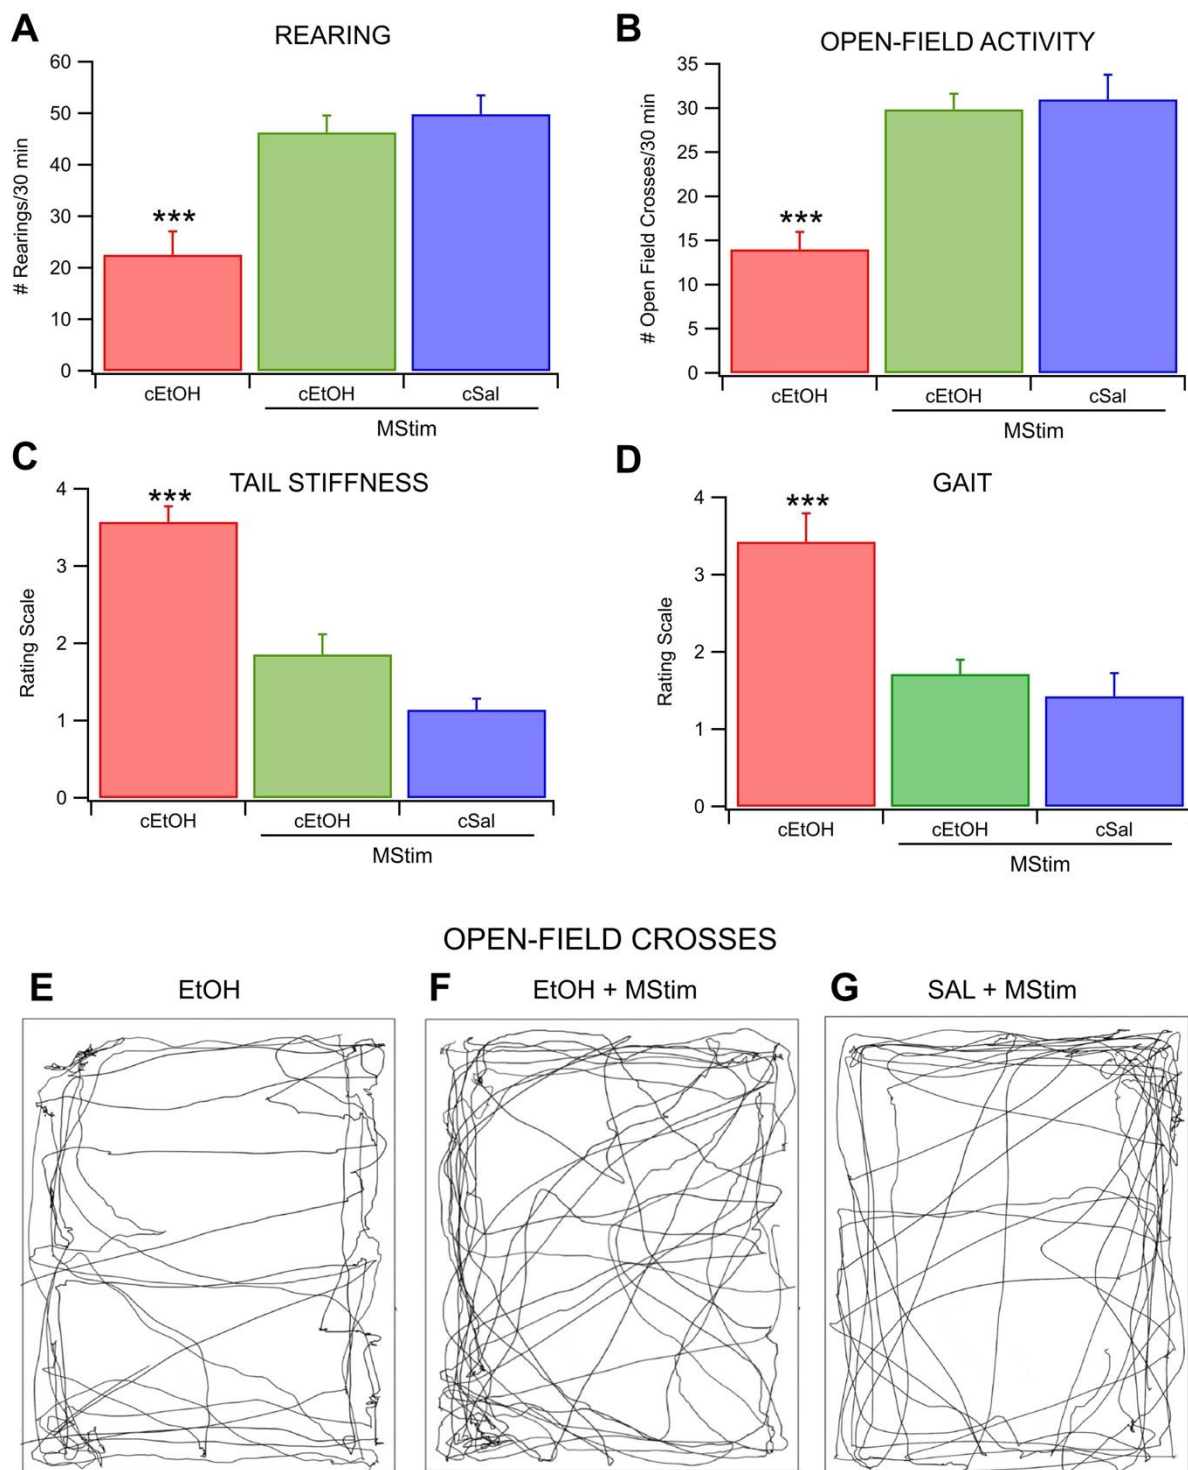 A
REARING
# Rearings/30 min
60
50
40
30
20
10
0
***
cEtOH
cEtOH
cSal
MStim
B
OPEN-FIELD ACTIVITY
# Open Field Crosses/30 min
35
30
25
20
15
10
5
0
***
cEtOH
cEtOH
cSal
MStim
C
TAIL STIFFNESS
Rating Scale
4
3
2
1
0
***
cEtOH
cEtOH
cSal
MStim
D
GAIT
Rating Scale
4
3
2
1
0
***
cEtOH
cEtOH
cSal
MStim
OPEN-FIELD CROSSES
E
EtOH
F
EtOH + MStim
G
SAL + MStim